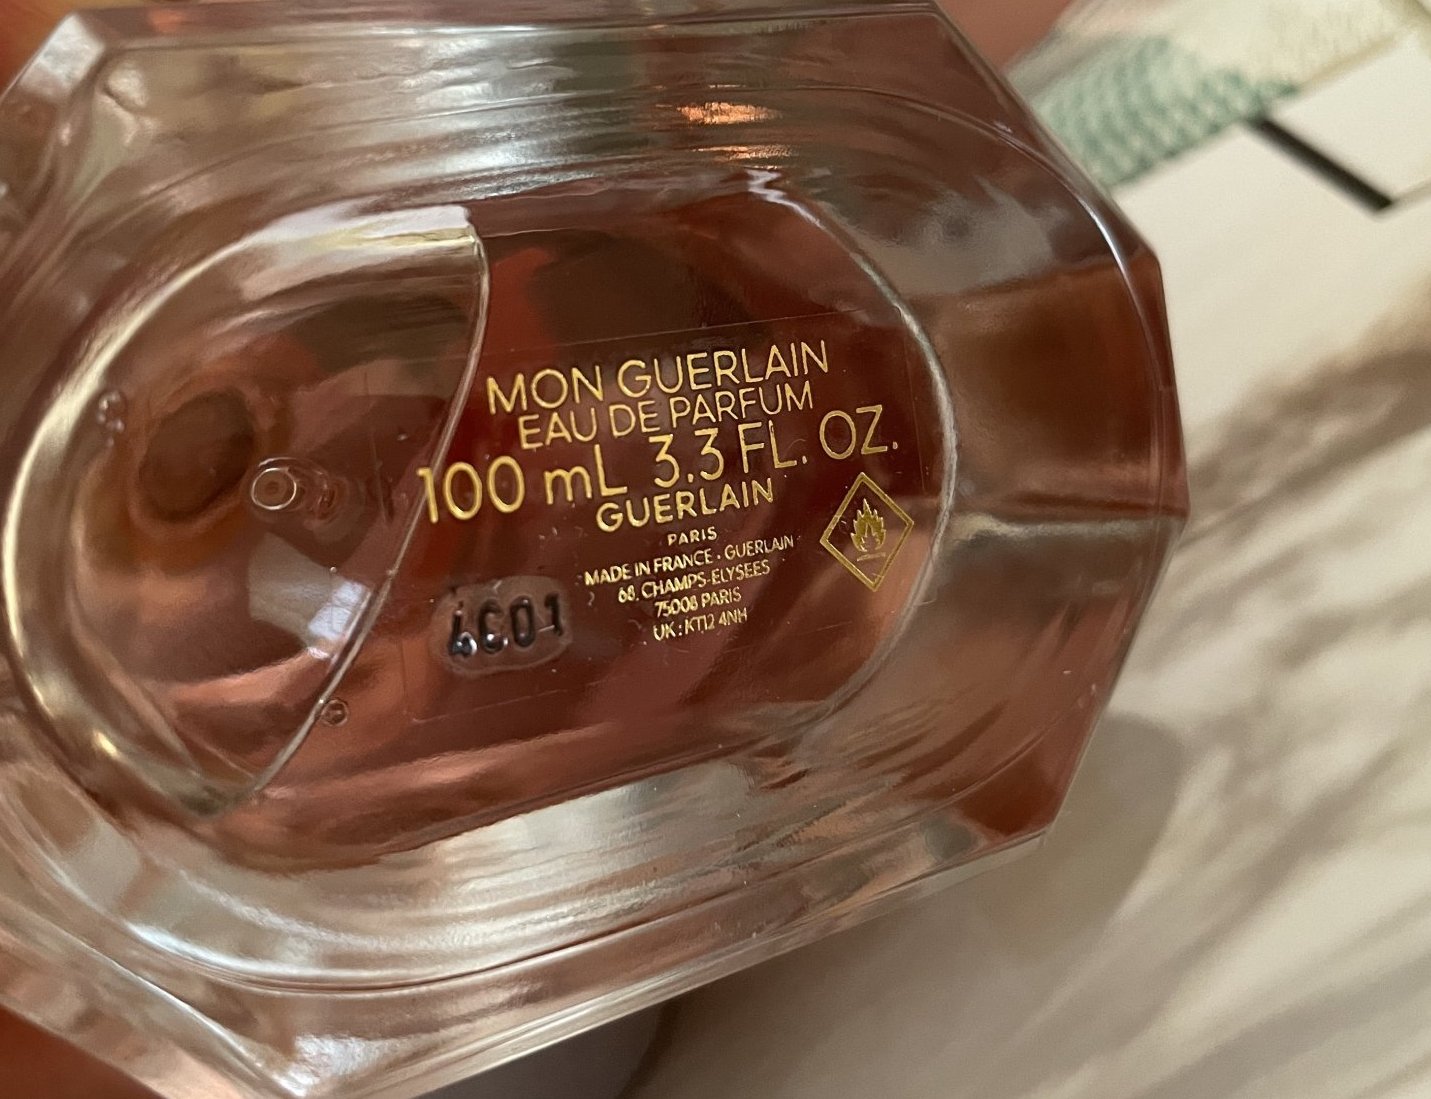 MON GUERLAIN
EAU DE PARFUM
100 mL 3.3 FL. OZ.
GUERLAIN
PARIS
MADE IN FRANCE · GUERLAIN
68, CHAMPS-ELYSEES
75008 PARIS
UK : KT12 4NH
4C01